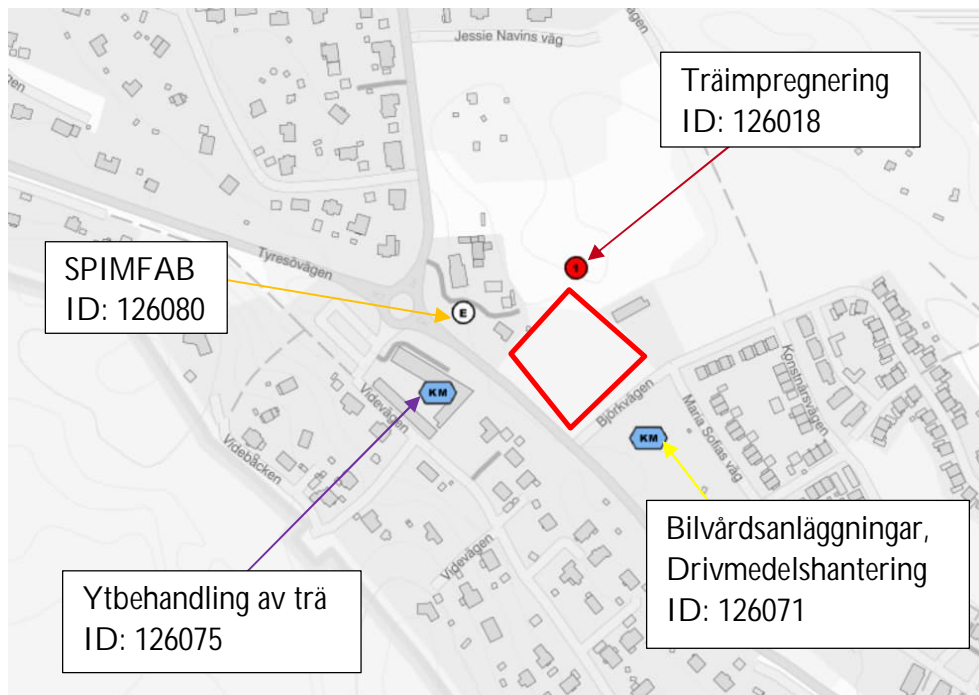 Jessie Navins väg
gen
Träimpregnering
ID: 126018
1
Tyresövägen
SPIMFAB
ID: 126080
E
KM
Videvägen
Videbäcken
Björkvägen
Konstnärsvägen
Maria Sofias väg
KM
Videvägen
Ytbehandling av trä
ID: 126075
Bilvårdsanläggningar,
Drivmedelshantering
ID: 126071